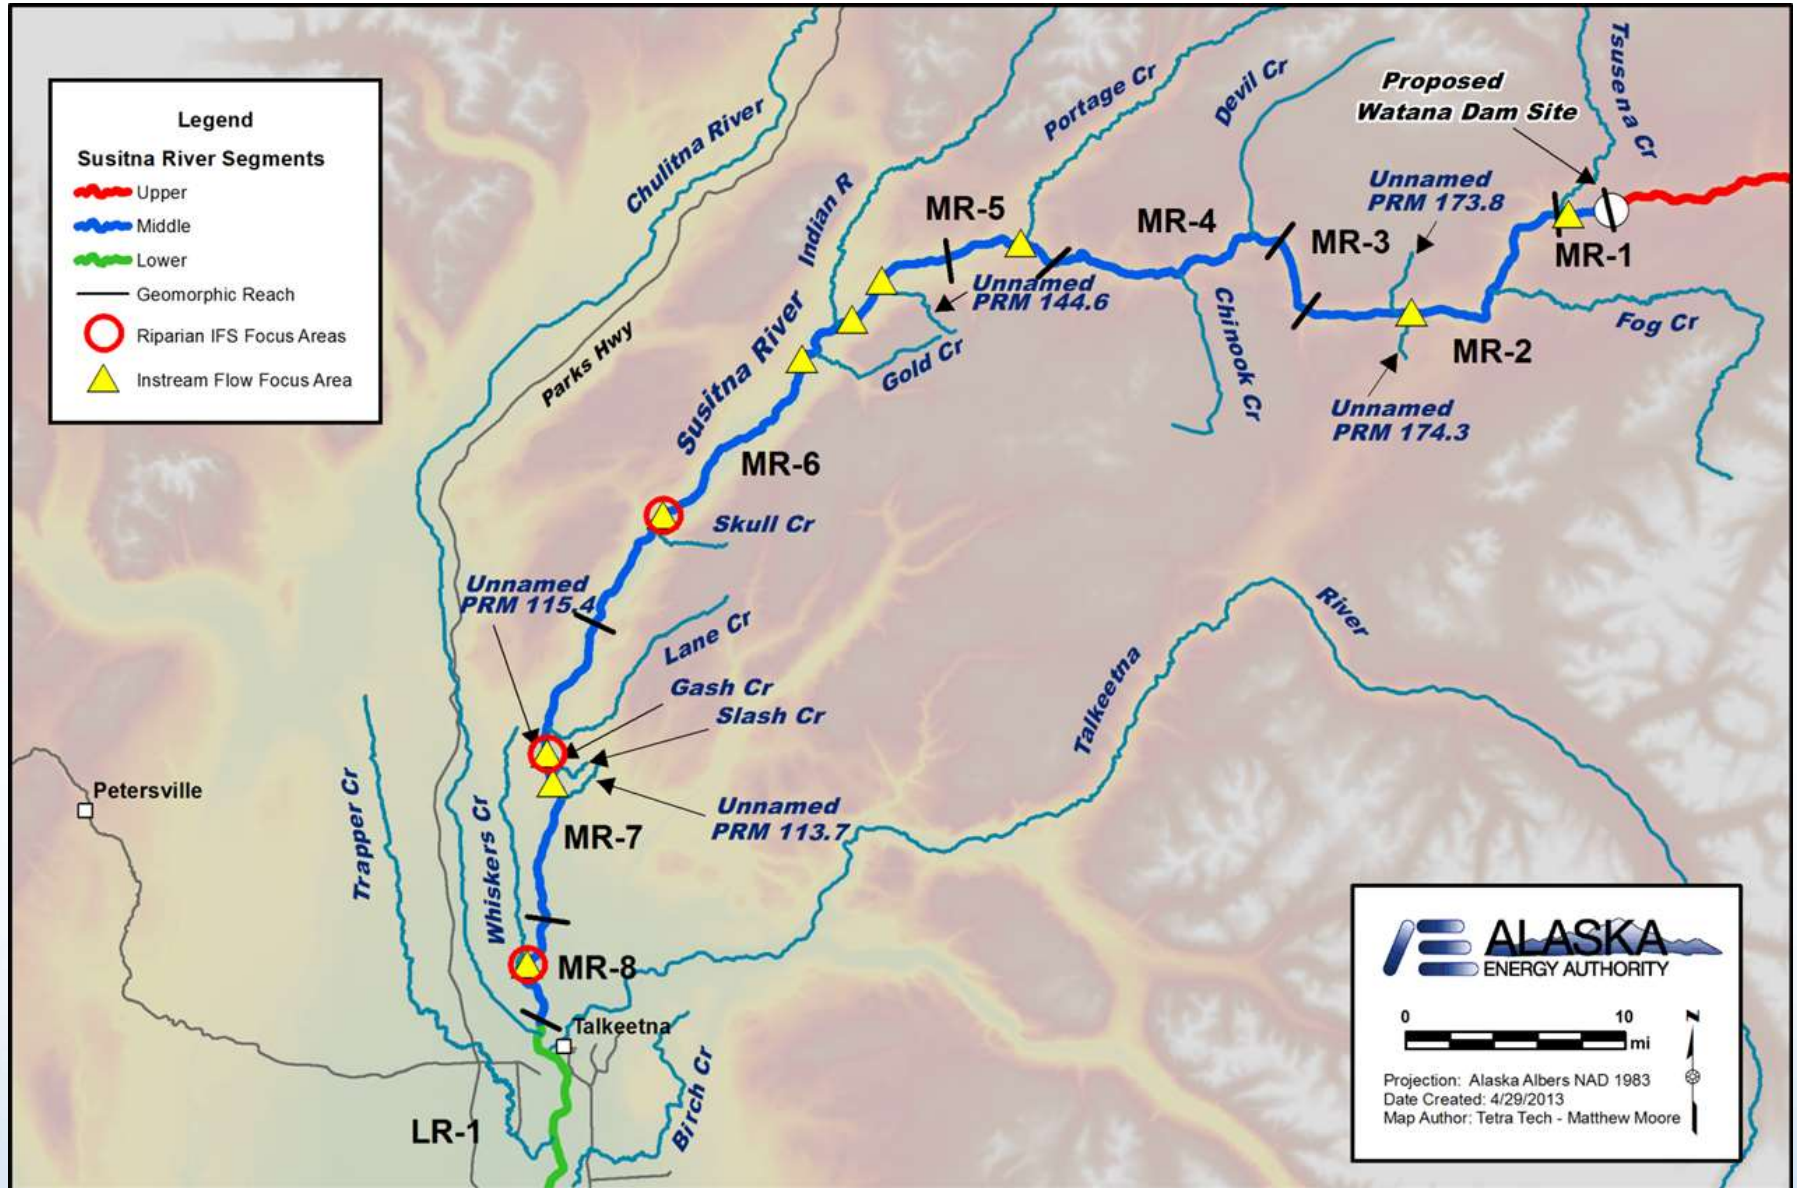 Legend
Susitna River Segments
Upper
Middle
Lower
Geomorphic Reach
Riparian IFS Focus Areas
Instream Flow Focus Area
Chulitna River
Parks Hwy
Indian R
Susitna River
Portage Cr
Devil Cr
Tsusena Cr
Proposed
Watana Dam Site
Unnamed
PRM 173.8
MR-5
MR-4
MR-3
MR-1
Unnamed
PRM 144.6
Chinook Cr
Fog Cr
MR-2
Gold Cr
Unnamed
PRM 174.3
MR-6
Skull Cr
Unnamed
PRM 115.4
Lane Cr
Gash Cr
Slash Cr
Talkeetna
River
Petersville
Trapper Cr
Whiskers Cr
Unnamed
PRM 113.7
MR-7
MR-8
Talkeetna
Birch Cr
LR-1
ALASKA
ENERGY AUTHORITY
0 10
mi
N
Projection: Alaska Albers NAD 1983
Date Created: 4/29/2013
Map Author: Tetra Tech - Matthew Moore